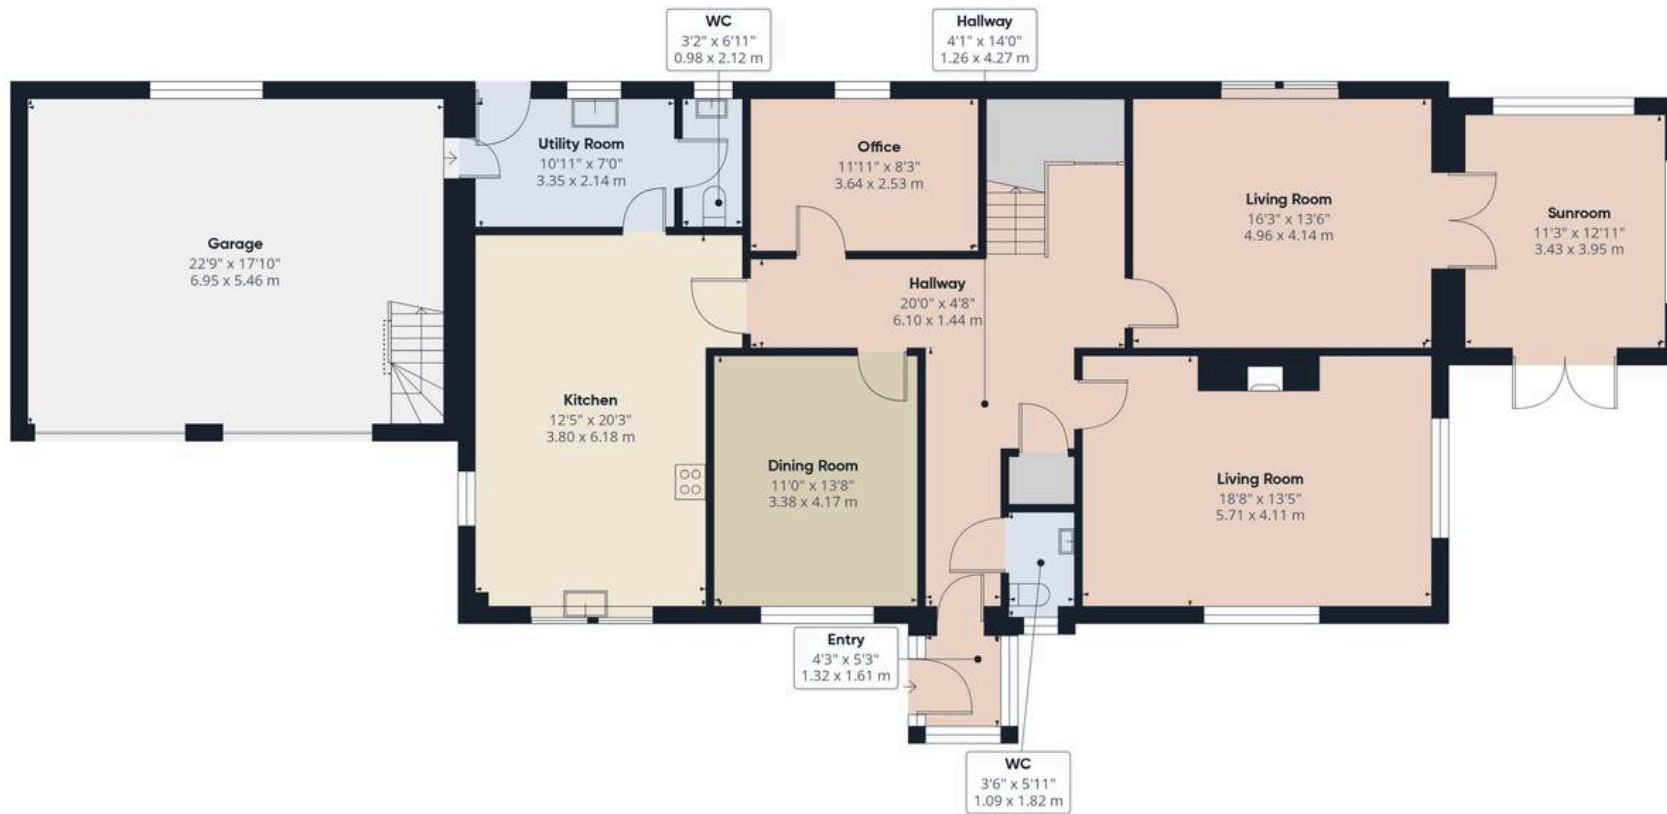 WC
3'2" x 6'11"
0.98 x 2.12 m
Hallway
4'1" x 14'0"
1.26 x 4.27 m
Utility Room
10'11" x 7'0"
3.35 x 2.14 m
Office
11'11" x 8'3"
3.64 x 2.53 m
Living Room
16'3" x 13'6"
4.96 x 4.14 m
Sunroom
11'3" x 12'11"
3.43 x 3.95 m
Garage
22'9" x 17'10"
6.95 x 5.46 m
Hallway
20'0" x 4'8"
6.10 x 1.44 m
Kitchen
12'5" x 20'3"
3.80 x 6.18 m
Dining Room
11'0" x 13'8"
3.38 x 4.17 m
Living Room
18'8" x 13'5"
5.71 x 4.11 m
Entry
4'3" x 5'3"
1.32 x 1.61 m
WC
3'6" x 5'11"
1.09 x 1.82 m